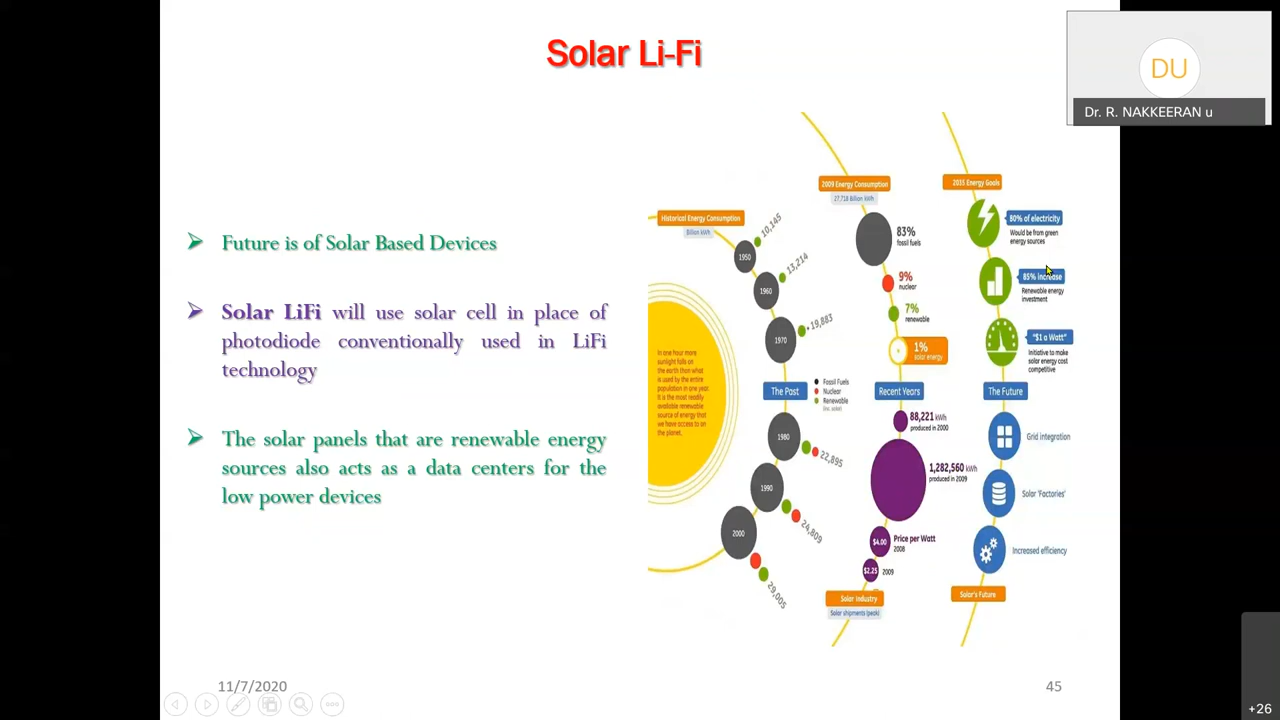 Solar Li-Fi
DU
Dr. R. NAKKEERAN u
Future is of Solar Based Devices
Solar LiFi will use solar cell in place of
photodiode conventionally used in LiFi
technology
The solar panels that are renewable energy
sources also acts as a data centers for the
low power devices
Historical Energy Consumption
Billion kWh
In one hour more
sunlight falls on
the earth than what
is used by the entire
population in one year.
It is the most readily
available renewable
source of energy that
we have access to on
the planet.
1950
10,145
1960
13,214
1970
19,883
The Past
Fossil Fuels
Nuclear
Renewable
(inc. solar)
1980
22,895
1990
24,809
2000
29,005
2009 Energy Consumption
27,718 Billion kWh
83%
fossil fuels
9%
nuclear
7%
renewable
1%
solar energy
Recent Years
88,221 kWh
produced in 2000
1,282,560 kWh
produced in 2009
$4.00
Price per Watt
2008
$2.25
2009
Solar Industry
Solar shipments (peak)
2035 Energy Goals
80% of electricity
Would be from green
energy sources
85% increase
Renewable energy
investment
"$1 a Watt"
Initiative to make
solar energy cost
competitive
The Future
Grid integration
Solar 'Factories'
Increased efficiency
Solar's Future
11/7/2020
45
+26